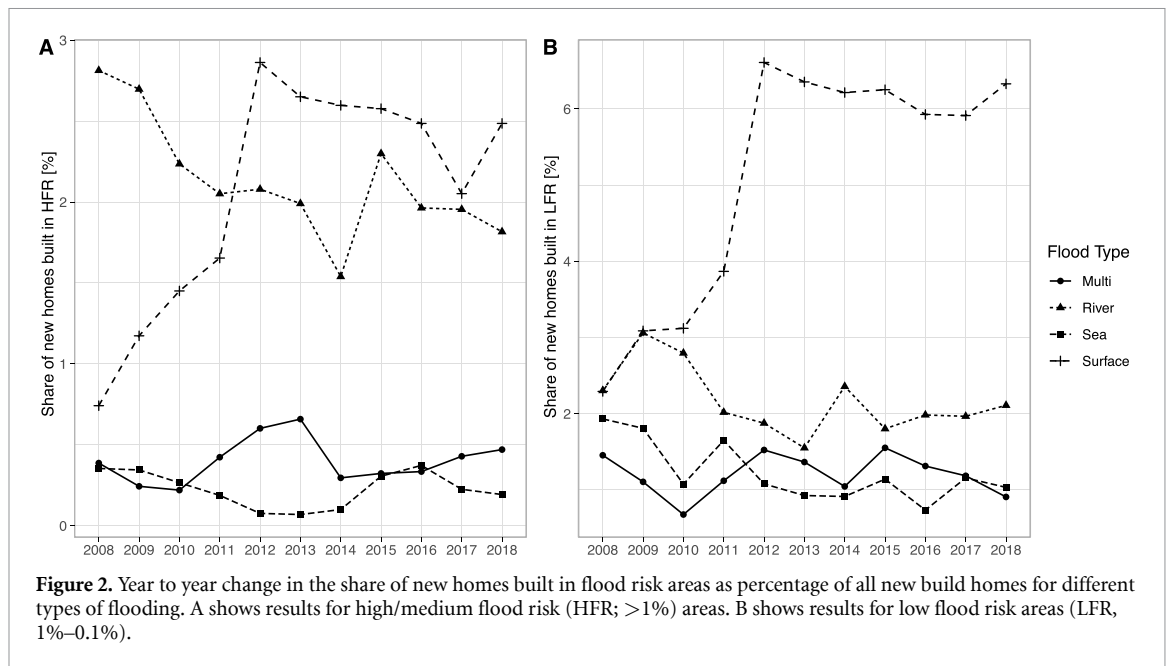 A
B
3
2
1
0
Share of new homes built in HFR [%]
2008 2009 2010 2011 2012 2013 2014 2015 2016 2017 2018
6
4
2
Share of new homes built in LFR [%]
2008 2009 2010 2011 2012 2013 2014 2015 2016 2017 2018
Flood Type
Multi
River
Sea
Surface
Figure 2. Year to year change in the share of new homes built in flood risk areas as percentage of all new build homes for different
types of flooding. A shows results for high/medium flood risk (HFR; >1%) areas. B shows results for low flood risk areas (LFR,
1%–0.1%).